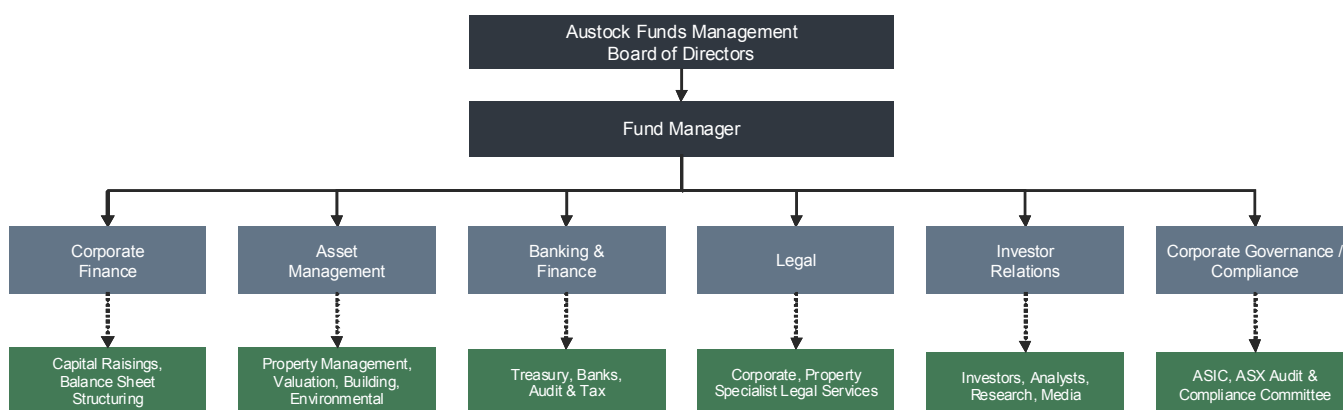 Austock Funds Management
Board of Directors
Fund Manager
Corporate
Finance
Asset
Management
Banking &
Finance
Legal
Investor
Relations
Corporate Governance /
Compliance
Capital Raisings,
Balance Sheet
Structuring
Property Management,
Valuation, Building,
Environmental
Treasury, Banks,
Audit & Tax
Corporate, Property
Specialist Legal Services
Investors, Analysts,
Research, Media
ASIC, ASX Audit &
Compliance Committee